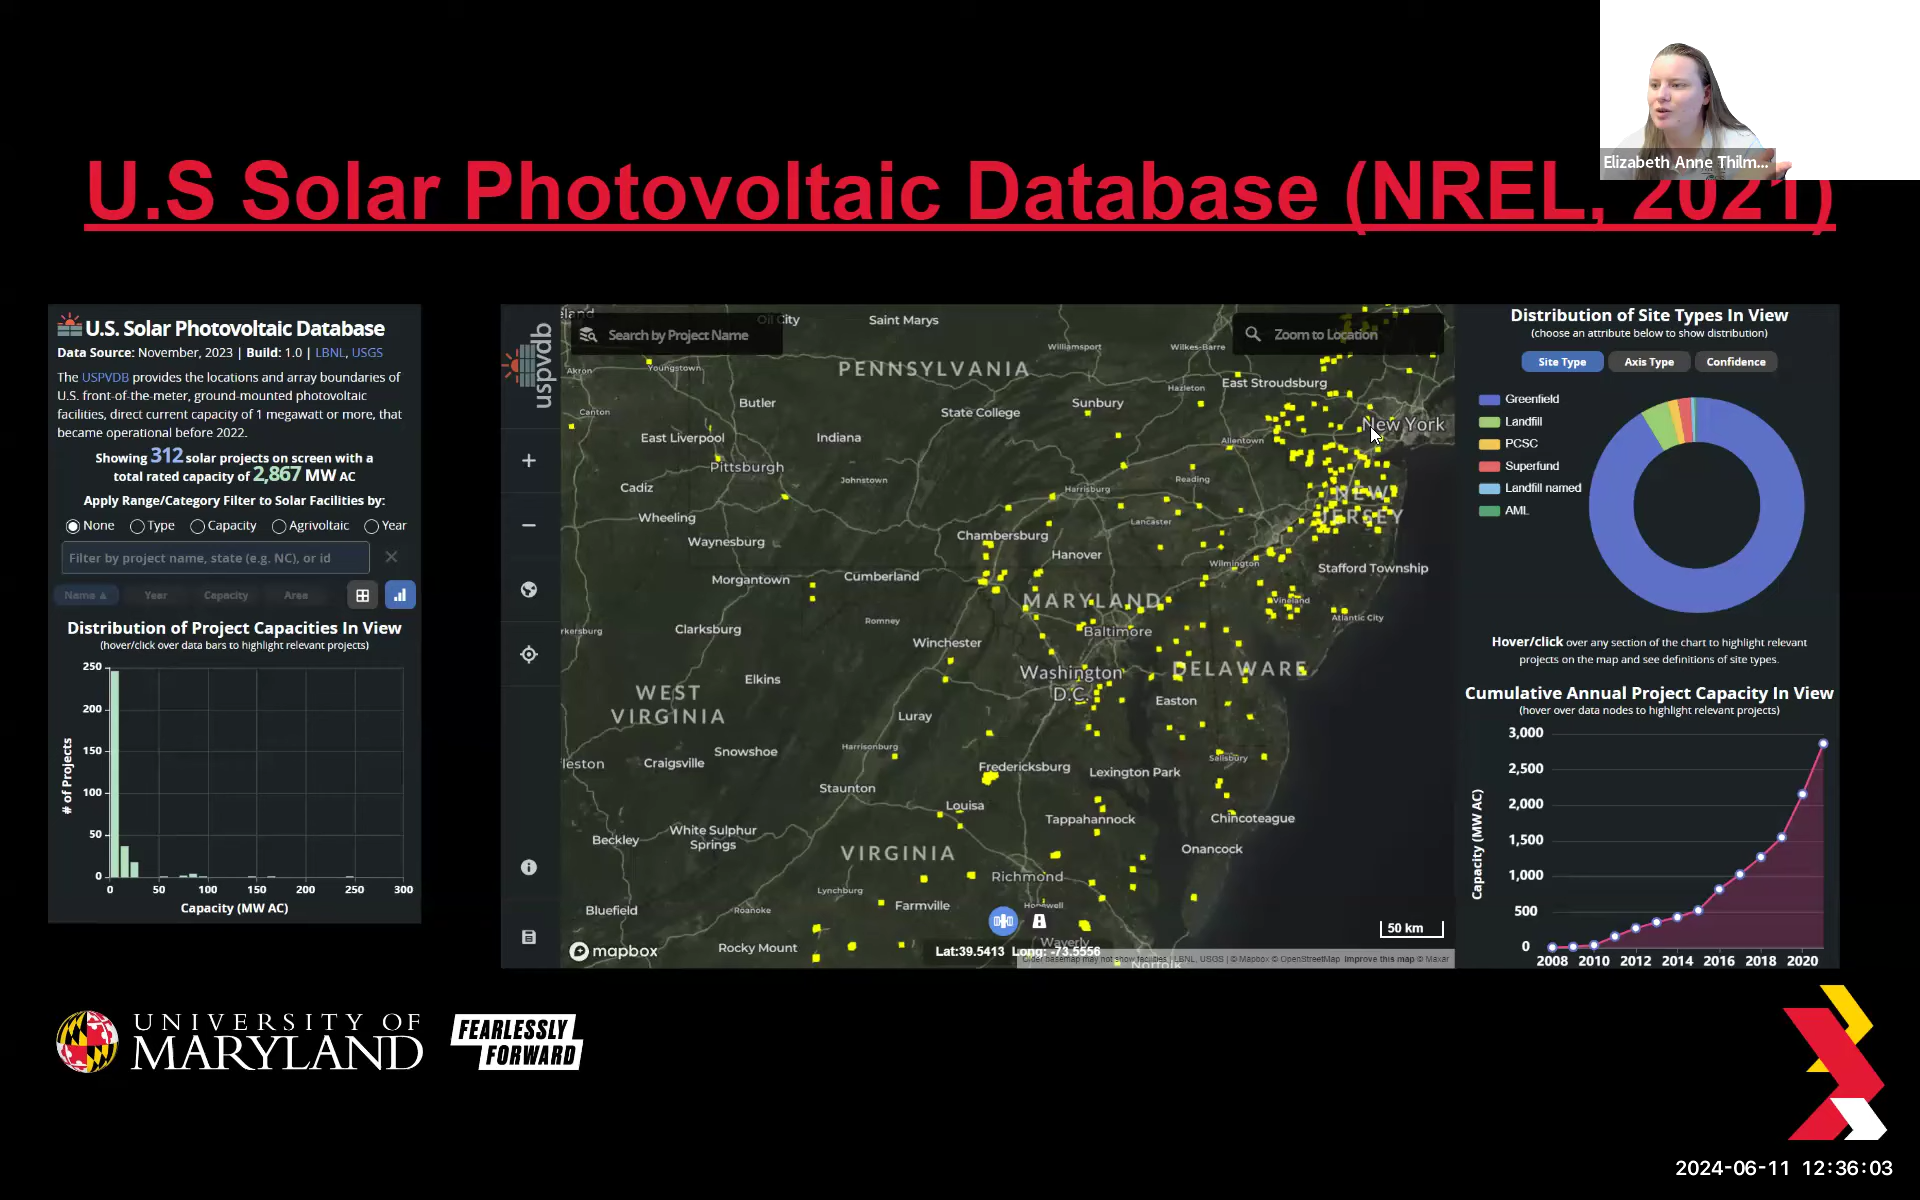 Elizabeth Anne Thilm...
U.S Solar Photovoltaic Database (NREL, 2021)
U.S. Solar Photovoltaic Database
Data Source: November, 2023 | Build: 1.0 | LBNL, USGS
The USPVDB provides the locations and array boundaries of
U.S. front-of-the-meter, ground-mounted photovoltaic
facilities, direct current capacity of 1 megawatt or more, that
became operational before 2022.
Showing 312 solar projects on screen with a
total rated capacity of 2,867 MW AC
Apply Range/Category Filter to Solar Facilities by:
None Type Capacity Agrivoltaic Year
Filter by project name, state (e.g. NC), or id
Name Year Capacity Area
Distribution of Project Capacities In View
(hover/click over data bars to highlight relevant projects)
# of Projects
250
200
150
100
50
0
0 50 100 150 200 250 300
Capacity (MW AC)
uspvdb
Search by Project Name
Zoom to Location
eland
Oil City
Saint Marys
Williamsport
Wilkes-Barre
Akron
Youngstown
PENNSYLVANIA
Hazleton
East Stroudsburg
Canton
Butler
State College
Sunbury
New York
East Liverpool
Indiana
Allentown
Pittsburgh
Johnstown
Reading
Cadiz
Harrisburg
NEW
JERSEY
Wheeling
Lancaster
Waynesburg
Chambersburg
Hanover
Wilmington
Stafford Township
Morgantown
Cumberland
MARYLAND
Vineland
Atlantic City
rkersburg
Clarksburg
Romney
Winchester
Baltimore
Washington
D.C.
DELAWARE
Elkins
WEST
VIRGINIA
Easton
Luray
Harrisonburg
Snowshoe
leston
Craigsville
Fredericksburg
Lexington Park
Salisbury
Staunton
Louisa
Tappahannock
Chincoteague
Beckley
White Sulphur
Springs
VIRGINIA
Onancock
Richmond
Lynchburg
Bluefield
Roanoke
Farmville
Hopewell
Rocky Mount
Waverly
Norfolk
50 km
mapbox
Lat:39.5413 Long: -73.5556
Older basemap may not show facilities | LBNL, USGS | © Mapbox © OpenStreetMap Improve this map © Maxar
Distribution of Site Types In View
(choose an attribute below to show distribution)
Site Type Axis Type Confidence
Greenfield
Landfill
PCSC
Superfund
Landfill named
AML
Hover/click over any section of the chart to highlight relevant
projects on the map and see definitions of site types.
Cumulative Annual Project Capacity In View
(hover over data nodes to highlight relevant projects)
Capacity (MW AC)
3,000
2,500
2,000
1,500
1,000
500
0
2008 2010 2012 2014 2016 2018 2020
UNIVERSITY OF
MARYLAND
FEARLESSLY
FORWARD
2024-06-11 12:36:03